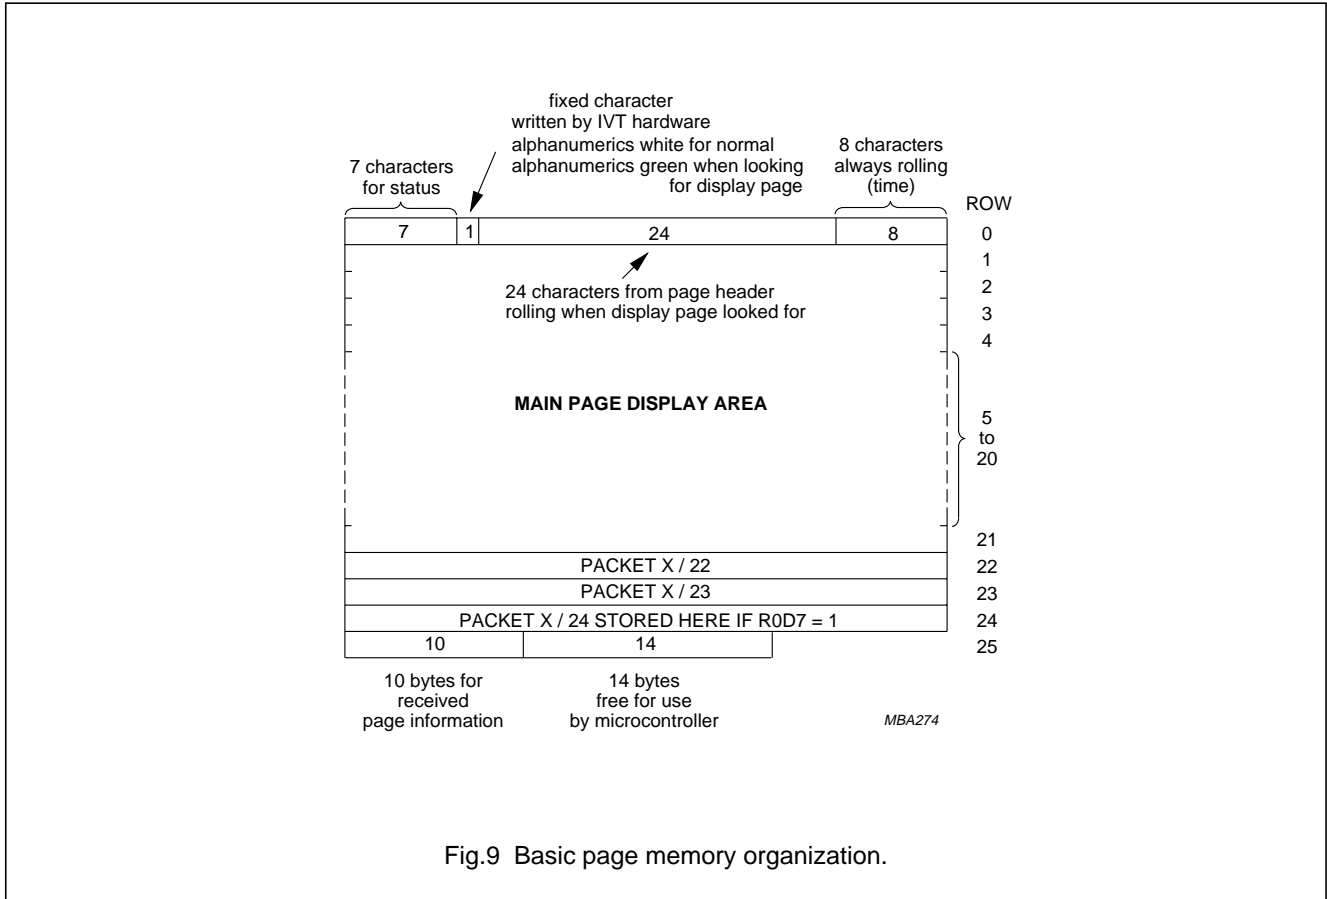 fixed character
written by IVT hardware
alphanumerics white for normal
alphanumerics green when looking
for display page
7 characters
for status
8 characters
always rolling
(time)
ROW
7 1 24 8 0
1
24 characters from page header
rolling when display page looked for
2
3
4
MAIN PAGE DISPLAY AREA
5
to
20
21
PACKET X / 22 22
PACKET X / 23 23
PACKET X / 24 STORED HERE IF R0D7 = 1 24
10 14 25
10 bytes for
received
page information
14 bytes
free for use
by microcontroller
MBA274
Fig.9 Basic page memory organization.